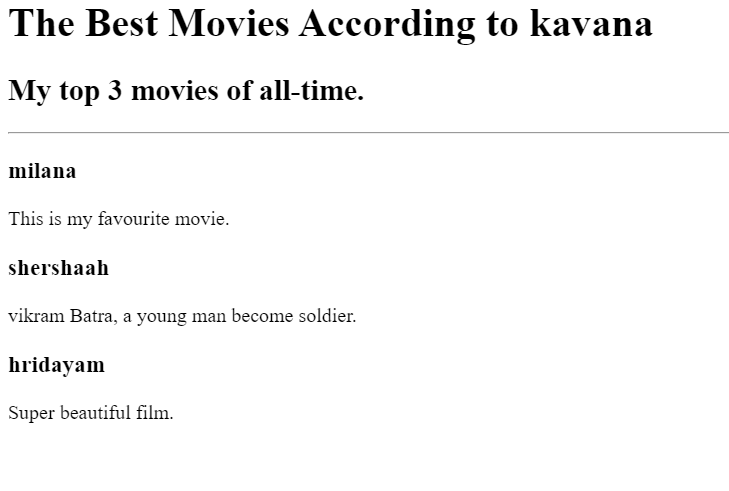 The Best Movies According to kavana
My top 3 movies of all-time.
milana
This is my favourite movie.
shershaah
vikram Batra, a young man become soldier.
hridayam
Super beautiful film.